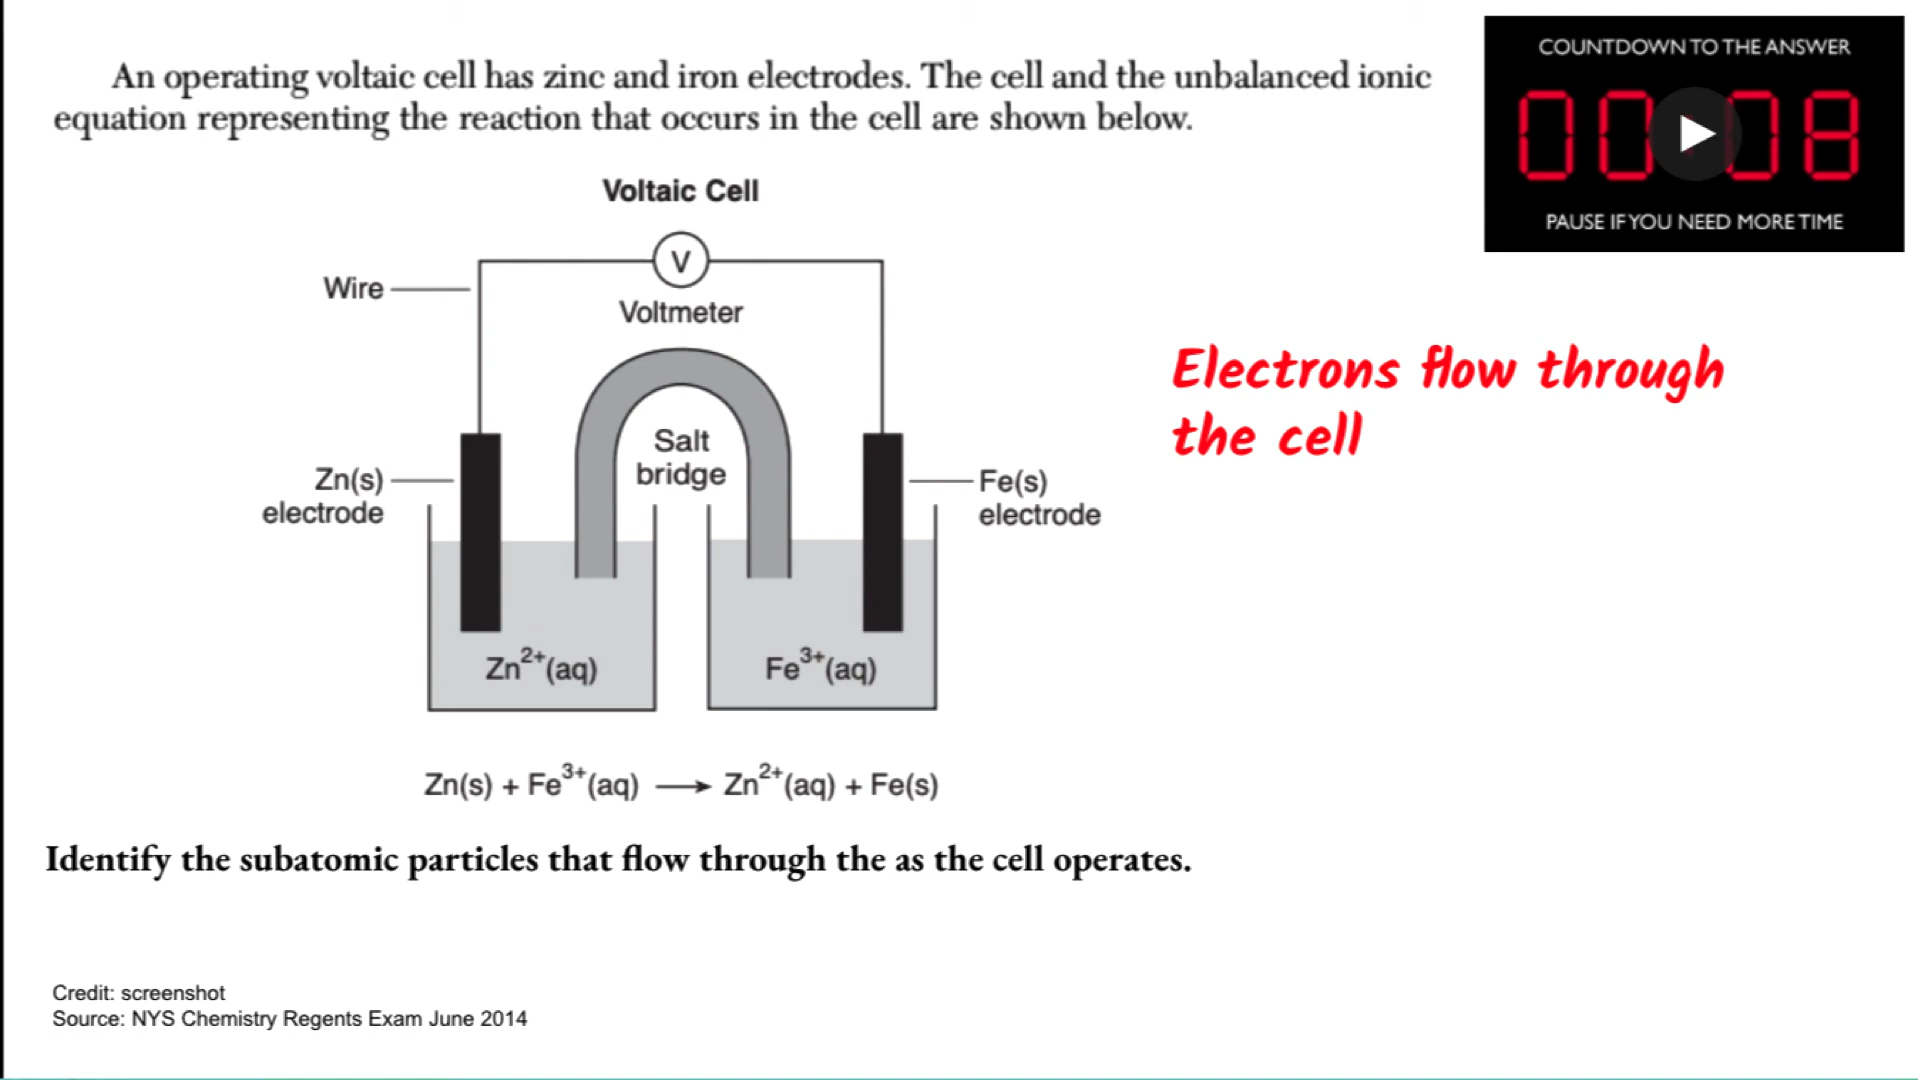 An operating voltaic cell has zinc and iron electrodes. The cell and the unbalanced ionic
equation representing the reaction that occurs in the cell are shown below.
COUNTDOWN TO THE ANSWER
00:08
PAUSE IF YOU NEED MORE TIME
Voltaic Cell
V
Wire
Voltmeter
Electrons flow through
the cell
Salt
bridge
Zn(s)
electrode
Fe(s)
electrode
Zn²⁺(aq)
Fe³⁺(aq)
Zn(s) + Fe³⁺(aq) ⟶ Zn²⁺(aq) + Fe(s)
Identify the subatomic particles that flow through the as the cell operates.
Credit: screenshot
Source: NYS Chemistry Regents Exam June 2014